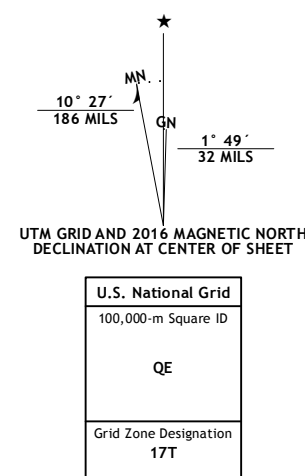 ★
MN
10° 27´
186 MILS
GN
1° 49´
32 MILS
UTM GRID AND 2016 MAGNETIC NORTH
DECLINATION AT CENTER OF SHEET
U.S. National Grid
100,000-m Square ID
QE
Grid Zone Designation
17T